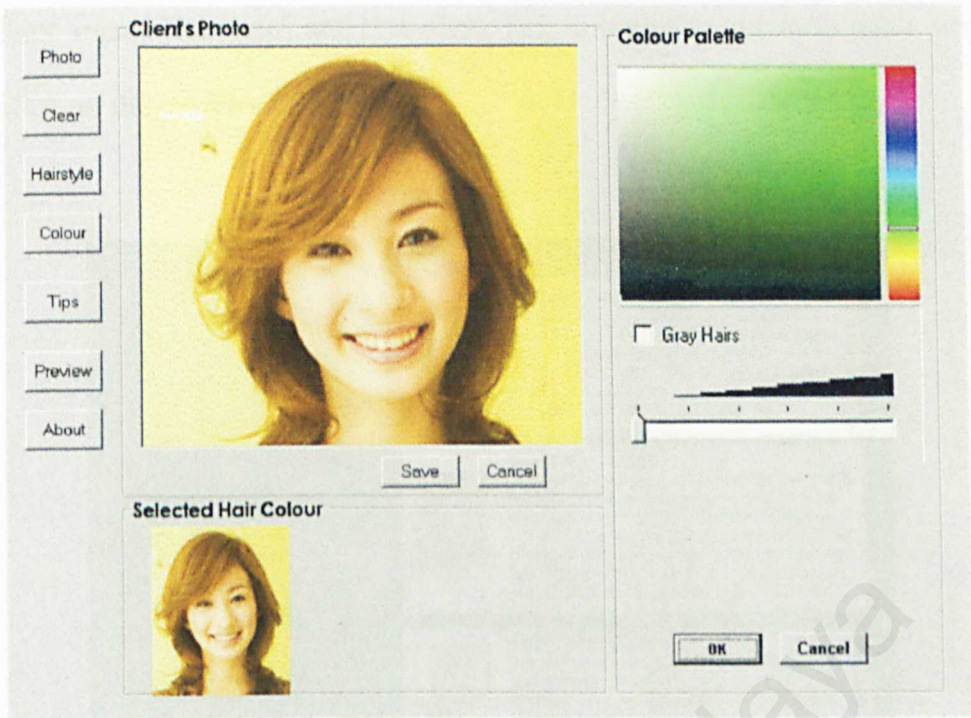 Client's Photo
Colour Palette
Photo
Clear
Hairstyle
Colour
Tips
Preview
About
Gray Hairs
Save
Cancel
Selected Hair Colour
OK
Cancel